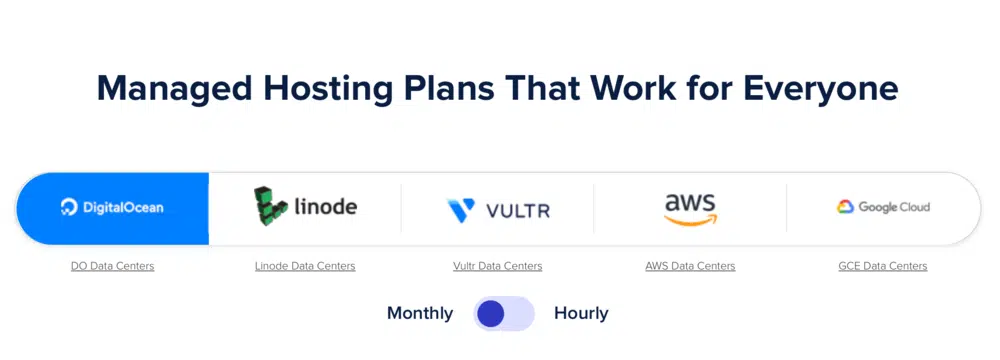 Managed Hosting Plans That Work for Everyone
DigitalOcean
linode
VULTR
aws
Google Cloud
DO Data Centers
Linode Data Centers
Vultr Data Centers
AWS Data Centers
GCE Data Centers
Monthly
Hourly